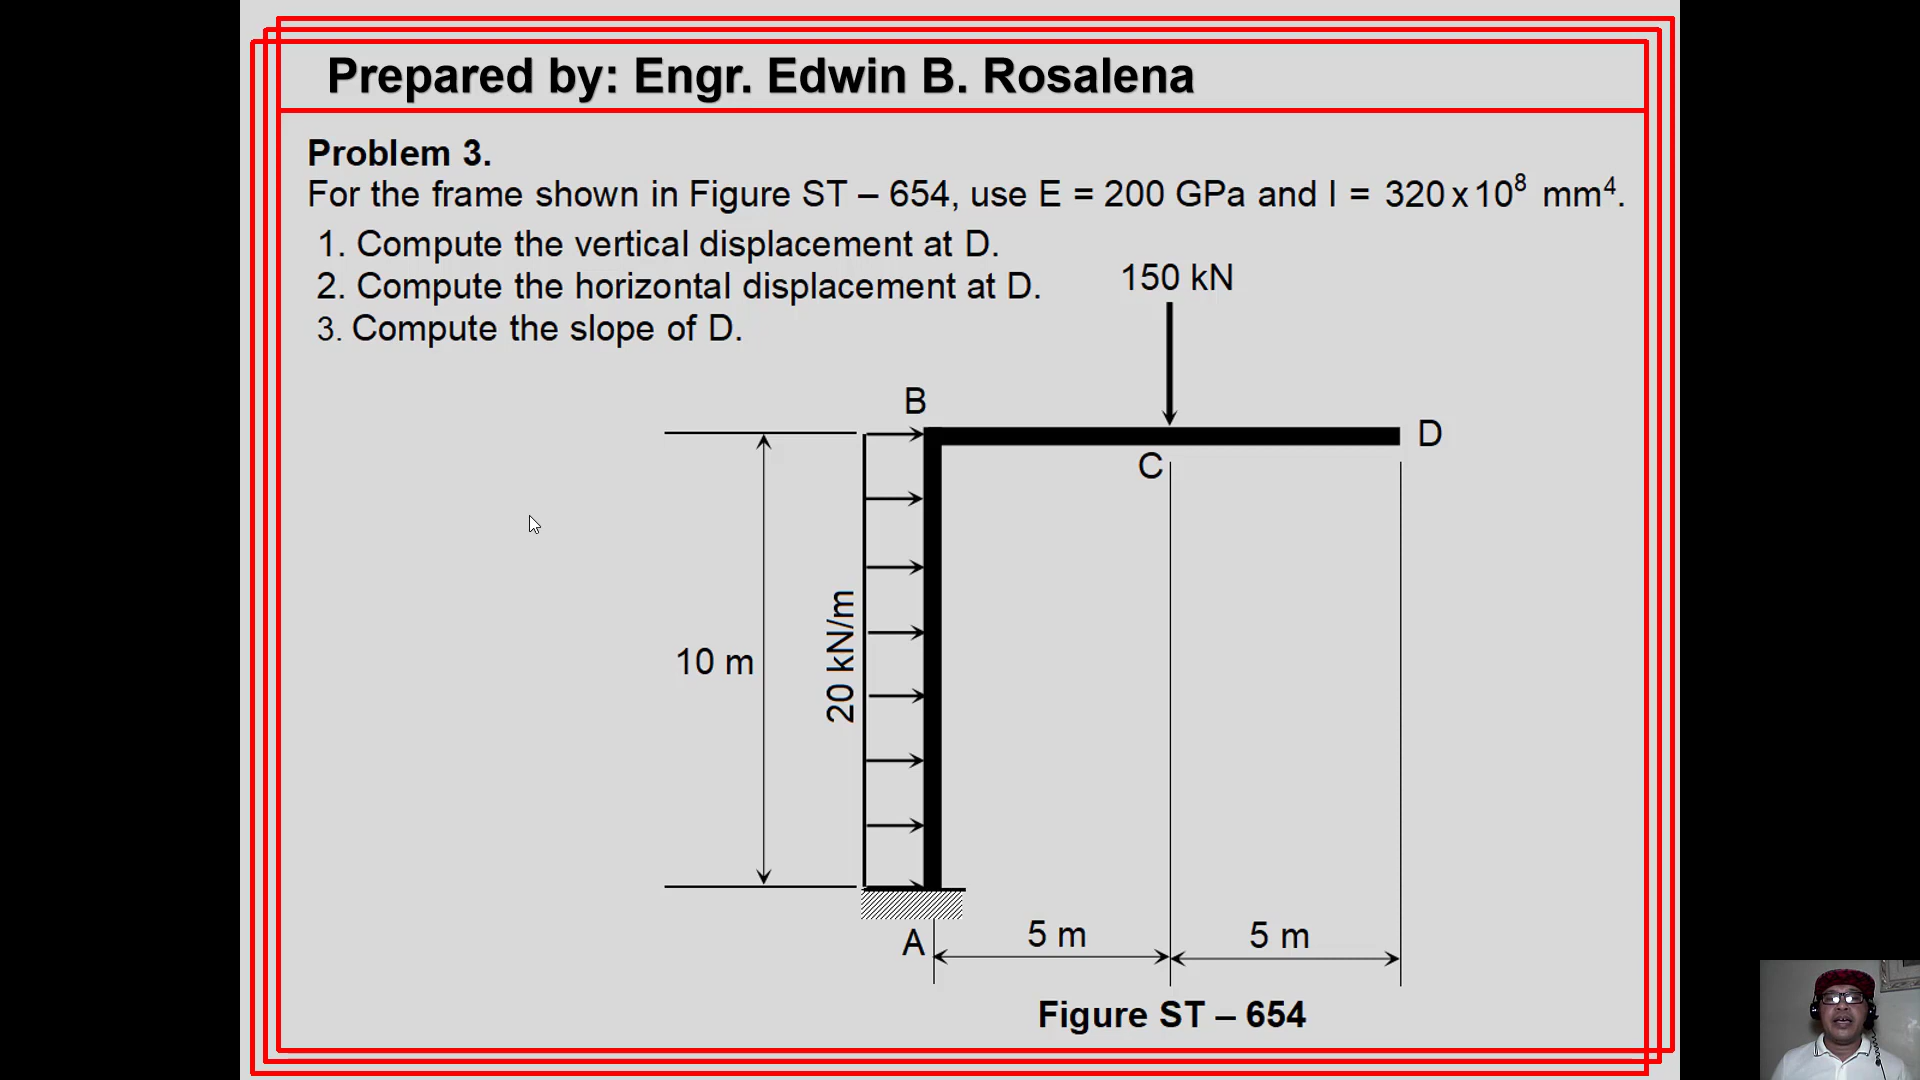 Prepared by: Engr. Edwin B. Rosalena
Problem 3.
For the frame shown in Figure ST – 654, use E = 200 GPa and I = 320 x 10⁸ mm⁴.
1. Compute the vertical displacement at D.
2. Compute the horizontal displacement at D.
3. Compute the slope of D.
150 kN
B
D
C
10 m
20 kN/m
A
5 m
5 m
Figure ST – 654